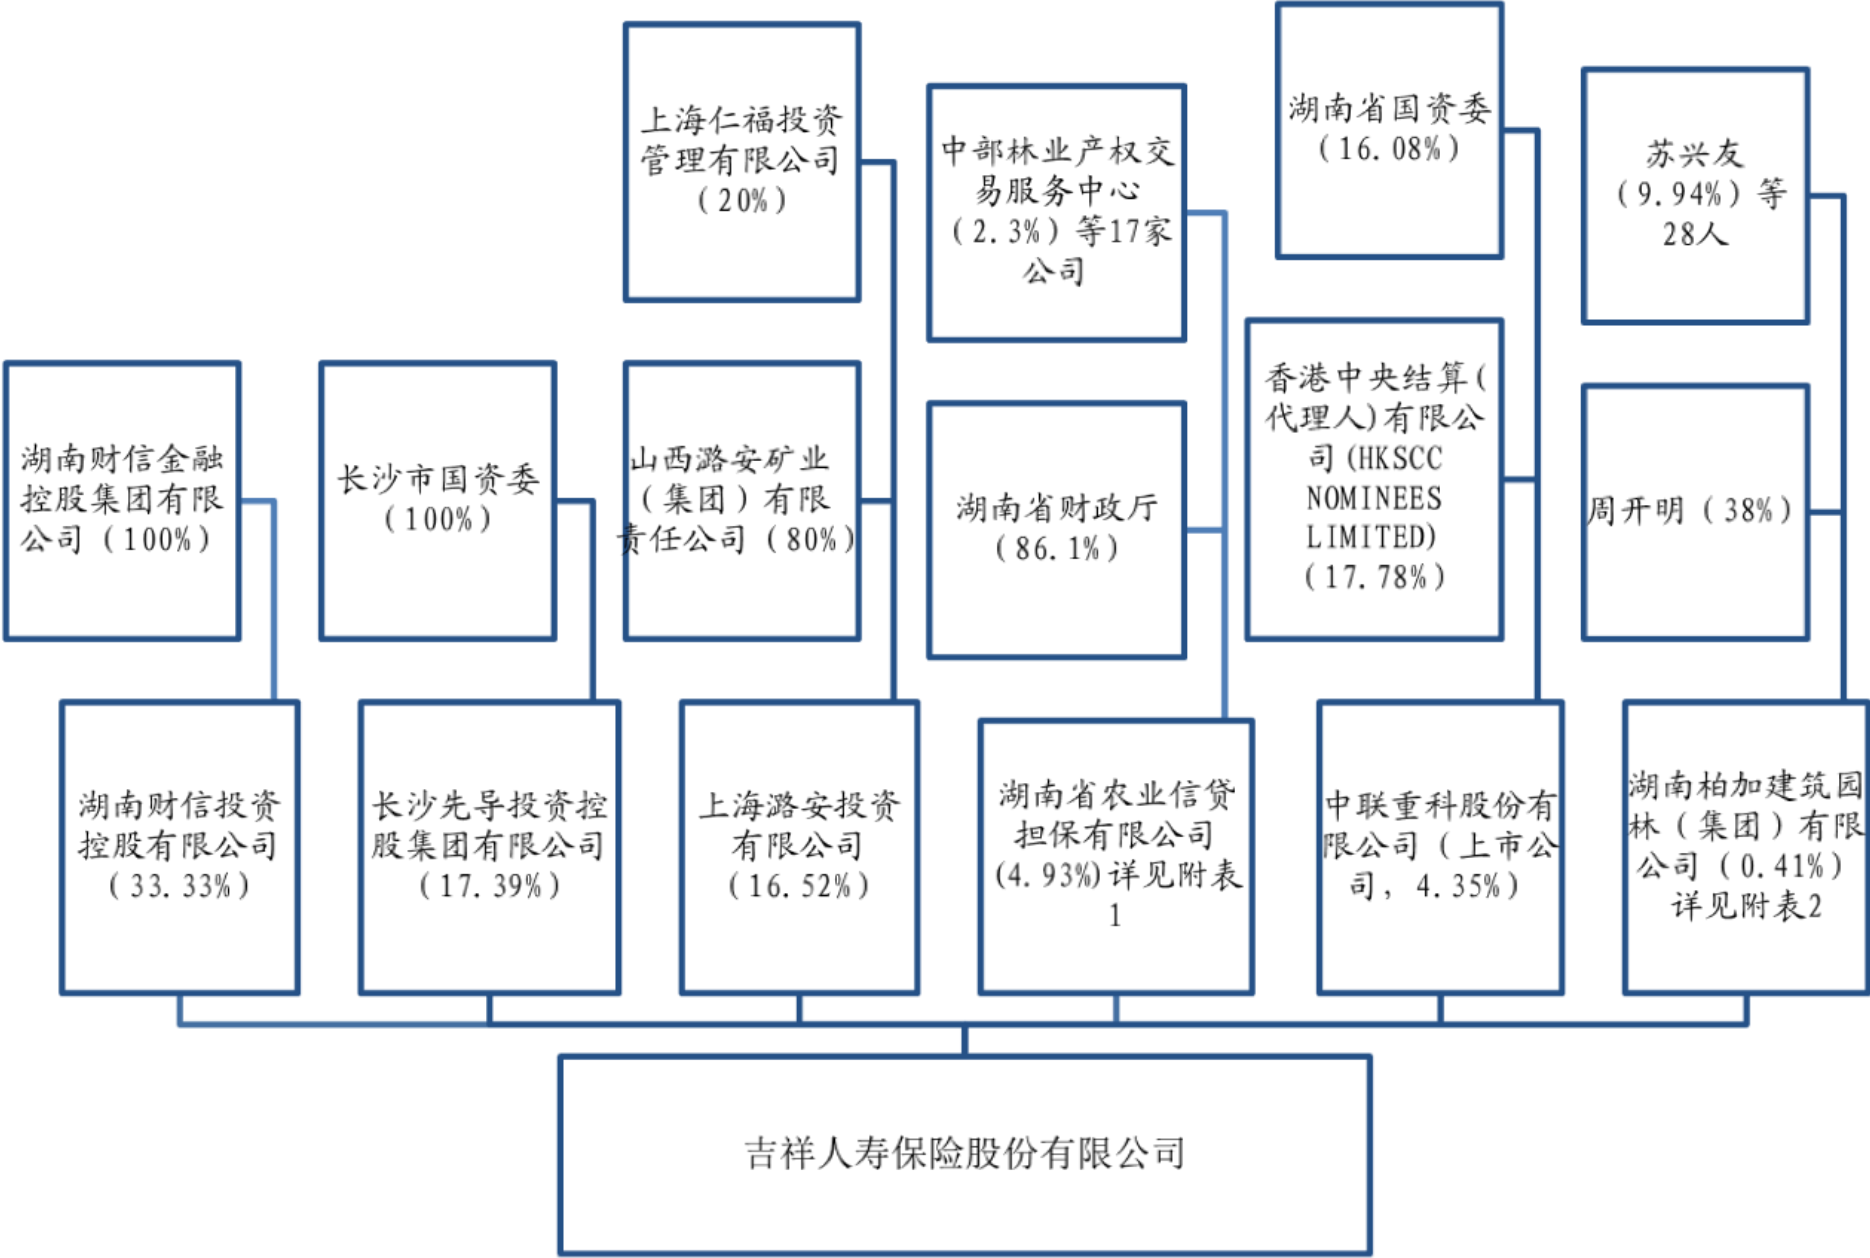 上海仁福投资
管理有限公司
（20%）
中部林业产权交
易服务中心
（2.3%）等17家
公司
湖南省国资委
（16.08%）
苏兴友
（9.94%）等
28人
湖南财信金融
控股集团有限
公司（100%）
长沙市国资委
（100%）
山西潞安矿业
（集团）有限
责任公司（80%）
湖南省财政厅
（86.1%）
香港中央结算(
代理人)有限公
司(HKSCC
NOMINEES
LIMITED)
（17.78%）
周开明（38%）
湖南财信投资
控股有限公司
（33.33%）
长沙先导投资控
股集团有限公司
（17.39%）
上海潞安投资
有限公司
（16.52%）
湖南省农业信贷
担保有限公司
(4.93%)详见附表
1
中联重科股份有
限公司（上市公
司，4.35%）
湖南柏加建筑园
林（集团）有限
公司（0.41%）
详见附表2
吉祥人寿保险股份有限公司